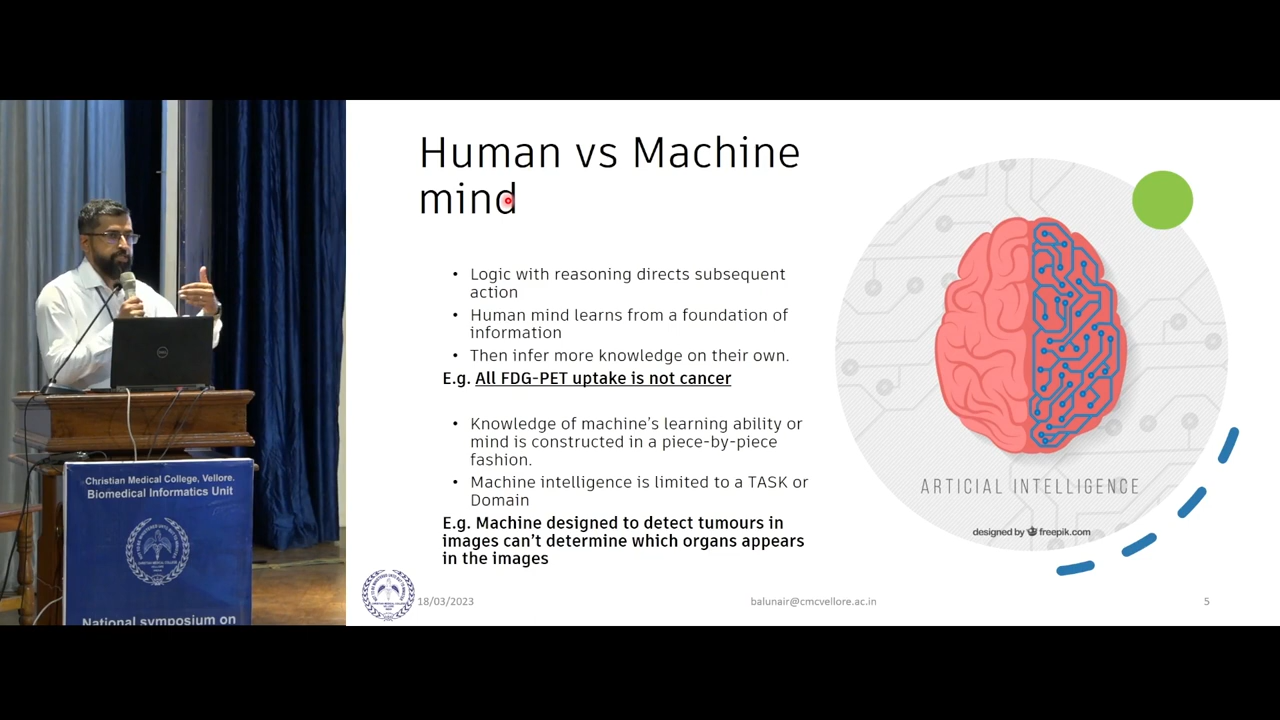 Human vs Machine
mind
• Logic with reasoning directs subsequent
action
• Human mind learns from a foundation of
information
• Then infer more knowledge on their own.
E.g. All FDG-PET uptake is not cancer
• Knowledge of machine's learning ability or
mind is constructed in a piece-by-piece
fashion.
• Machine intelligence is limited to a TASK or
Domain
E.g. Machine designed to detect tumours in
images can't determine which organs appears
in the images
ARTICIAL INTELLIGENCE
designed by freepik.com
18/03/2023
balunair@cmcvellore.ac.in
5
Christian Medical College, Vellore.
Biomedical Informatics Unit
National symposium on
DELL